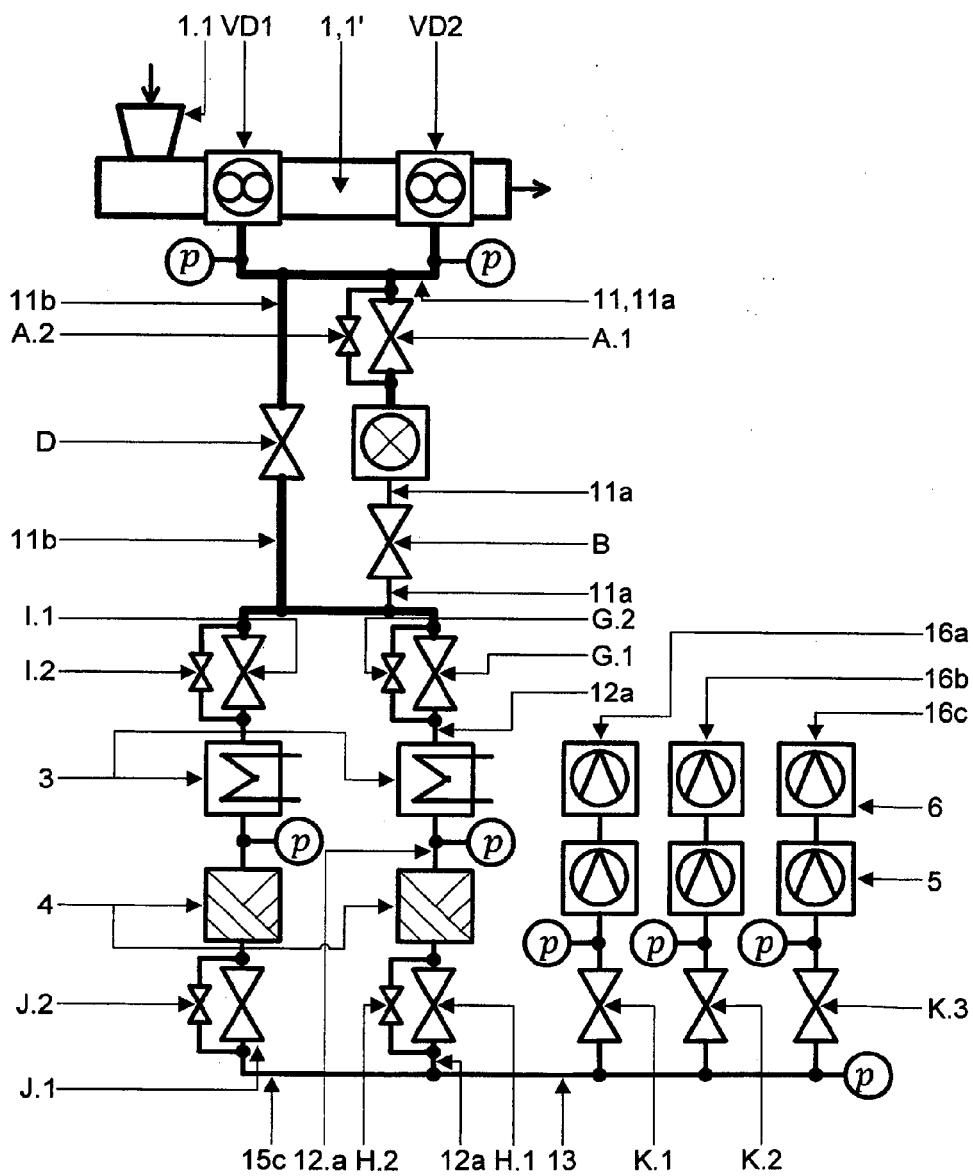 1.1 VD1 1,1' VD2
p p
11b 11,11a
A.2 A.1
D
11a
11b B
11a
I.1 G.2
16a
I.2 G.1
16b
12a
16c
3 6
p p
4 5
p p p
J.2 K.3
p
J.1
15c 12.a H.2 12a H.1 13 K.1 K.2